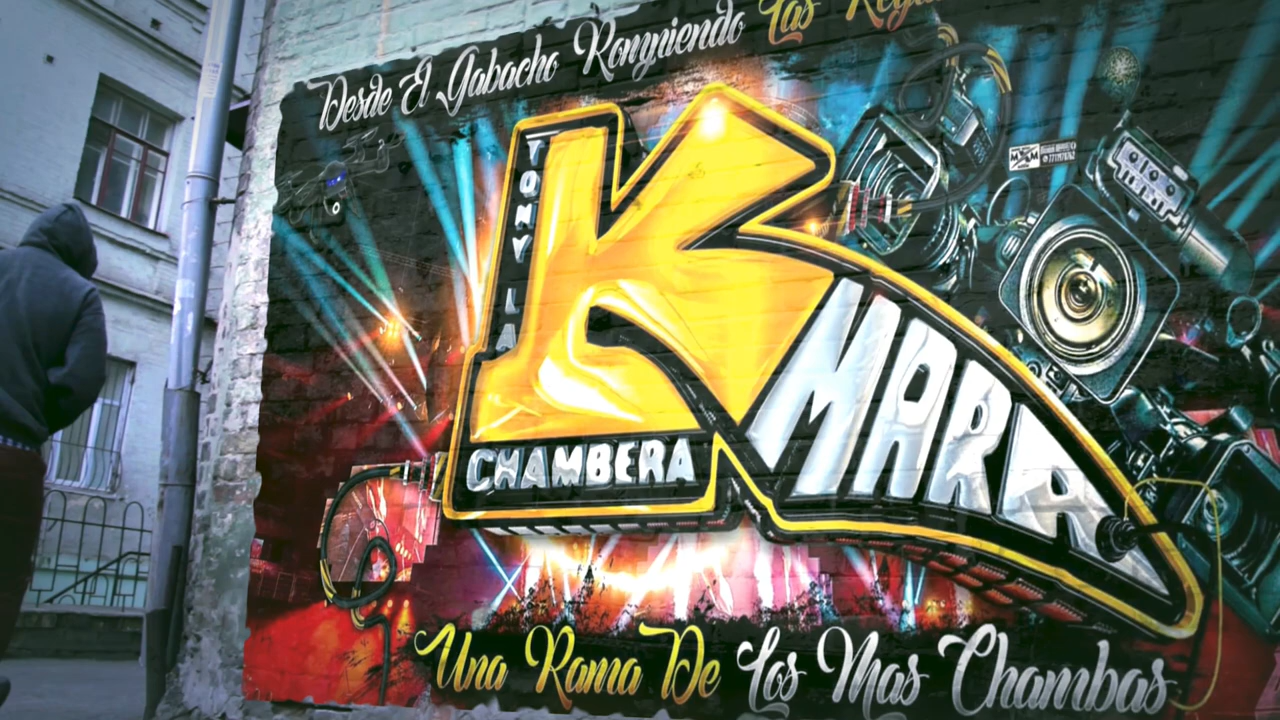 Desde El Gabacho Rompiendo Las
TONY LA
K
MARA
CHAMBERA
Una Rama De Los Mas Chambas